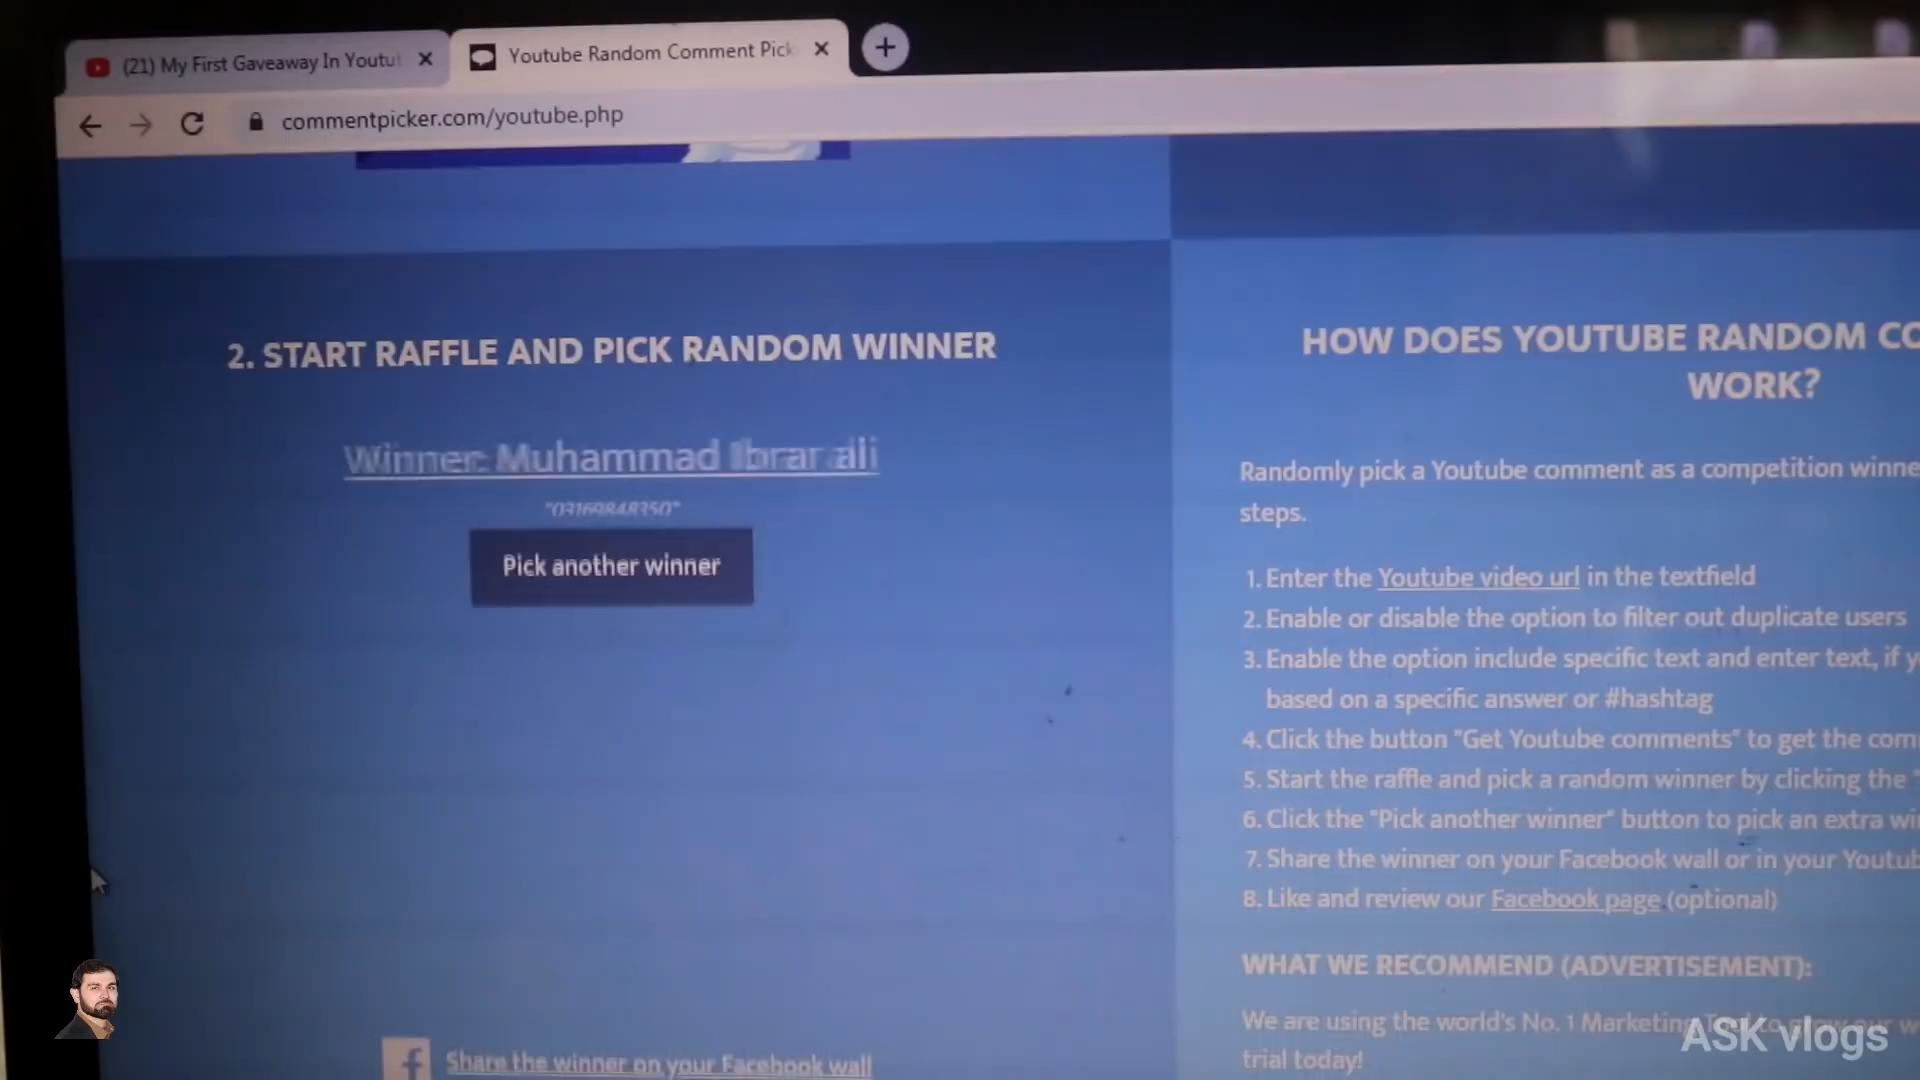 (21) My First Gaveaway In Youtu
Youtube Random Comment Pick
commentpicker.com/youtube.php
2. START RAFFLE AND PICK RANDOM WINNER
Winner: Muhammad Ibrar ali
"03169848350"
Pick another winner
Share the winner on your Facebook wall
HOW DOES YOUTUBE RANDOM CO
WORK?
Randomly pick a Youtube comment as a competition winne
steps.
1. Enter the Youtube video url in the textfield
2. Enable or disable the option to filter out duplicate users
3. Enable the option include specific text and enter text, if y
based on a specific answer or #hashtag
4. Click the button "Get Youtube comments" to get the com
5. Start the raffle and pick a random winner by clicking the "
6. Click the "Pick another winner" button to pick an extra wi
7. Share the winner on your Facebook wall or in your Youtub
8. Like and review our Facebook page (optional)
WHAT WE RECOMMEND (ADVERTISEMENT):
We are using the world's No. 1 Marketing
trial today!
ASK vlogs